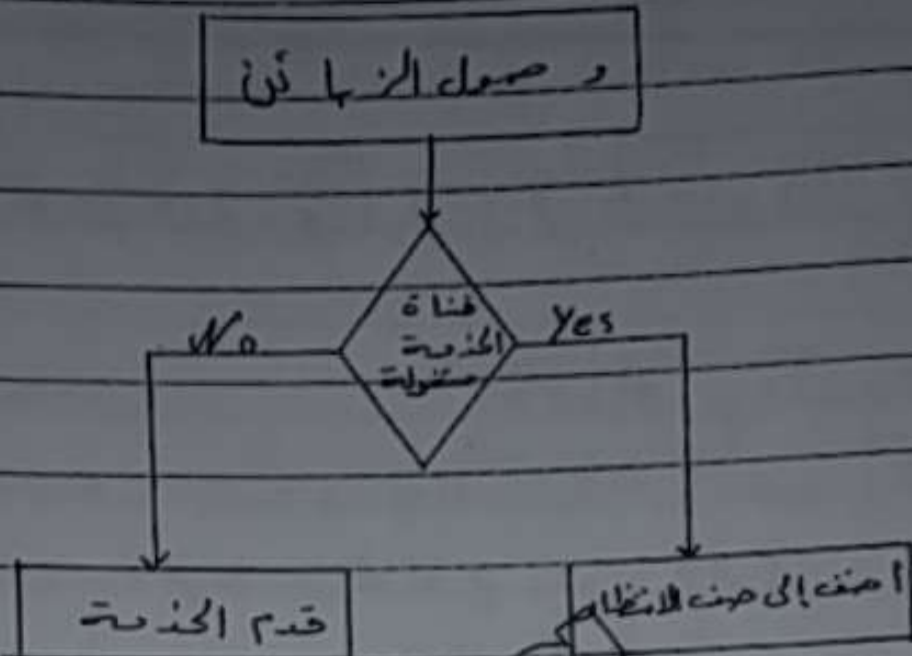 وصول الزبائن
قناة
الخدمة
مشغولة
Yes
No
أضف إلى صف الانتظار
قدم الخدمة